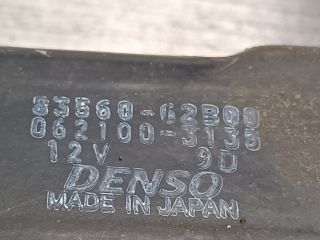 83560-62B00
062100-3135
12V 9D
DENSO
MADE IN JAPAN